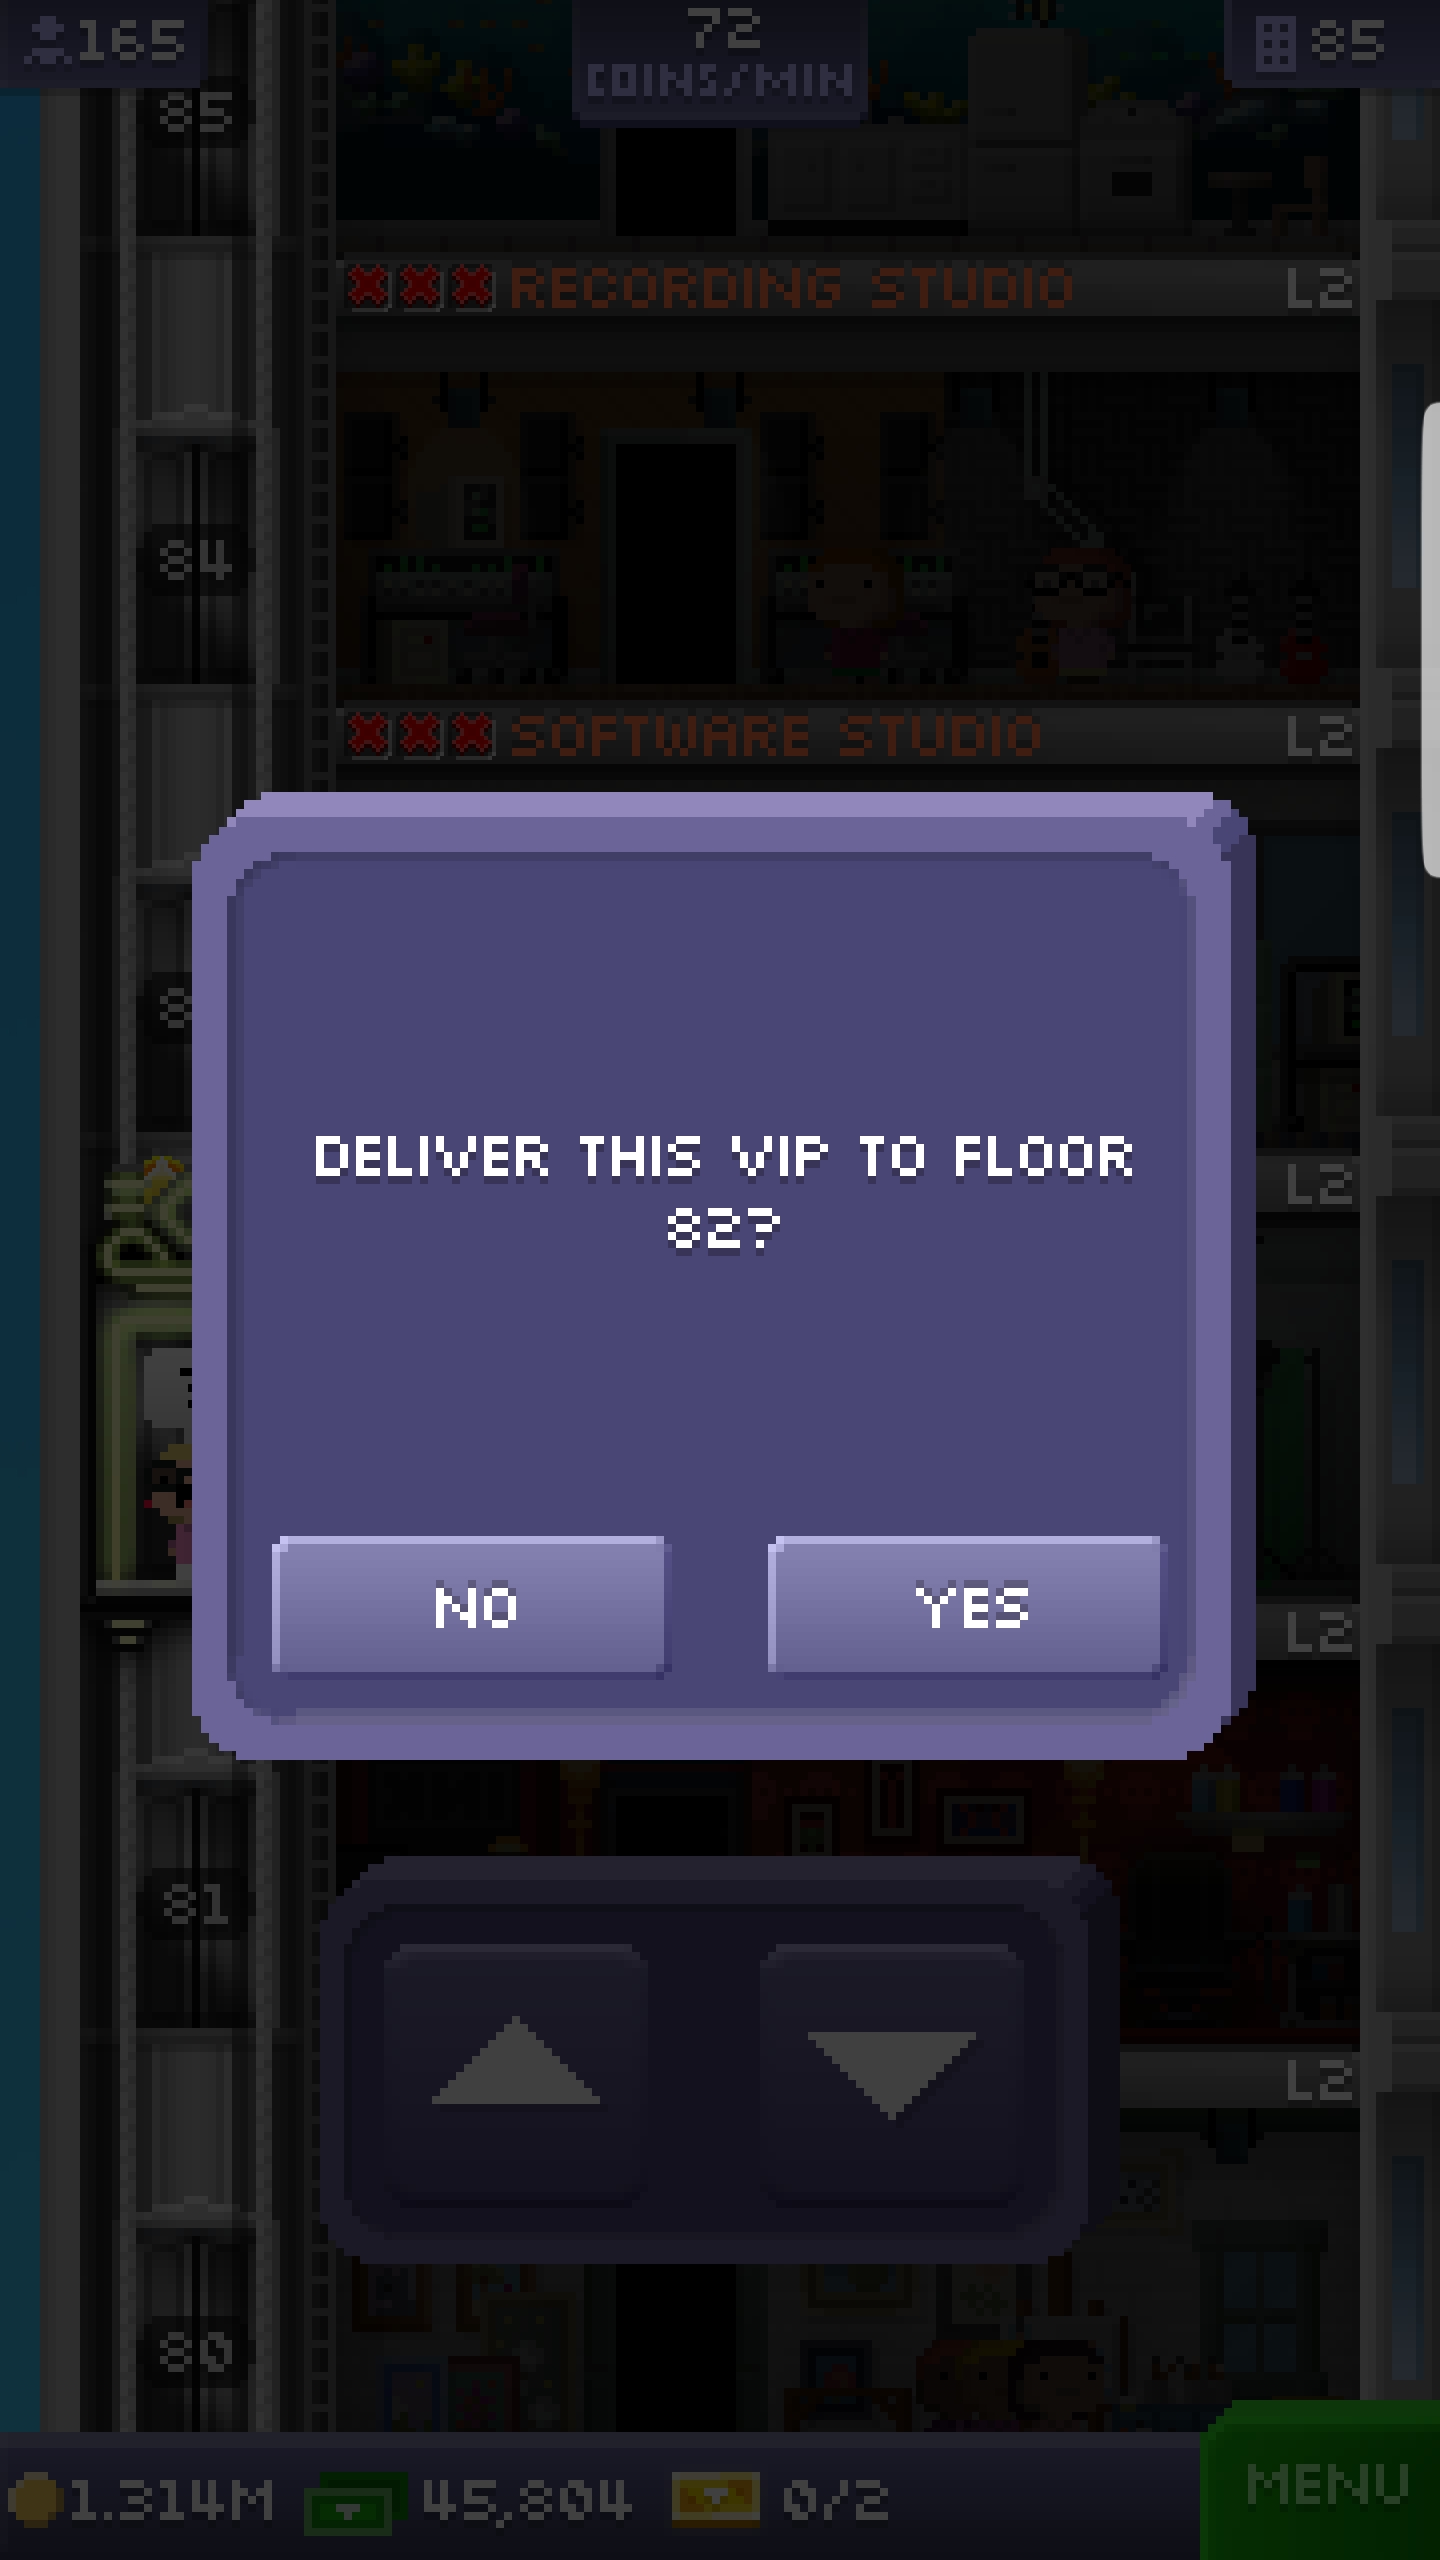 165
72
COINS/MIN
85
85
RECORDING STUDIO
L2
84
SOFTWARE STUDIO
L2
8
L2
DELIVER THIS VIP TO FLOOR
82?
NO
YES
L2
81
L2
80
1.314M
45,804
0/2
MENU